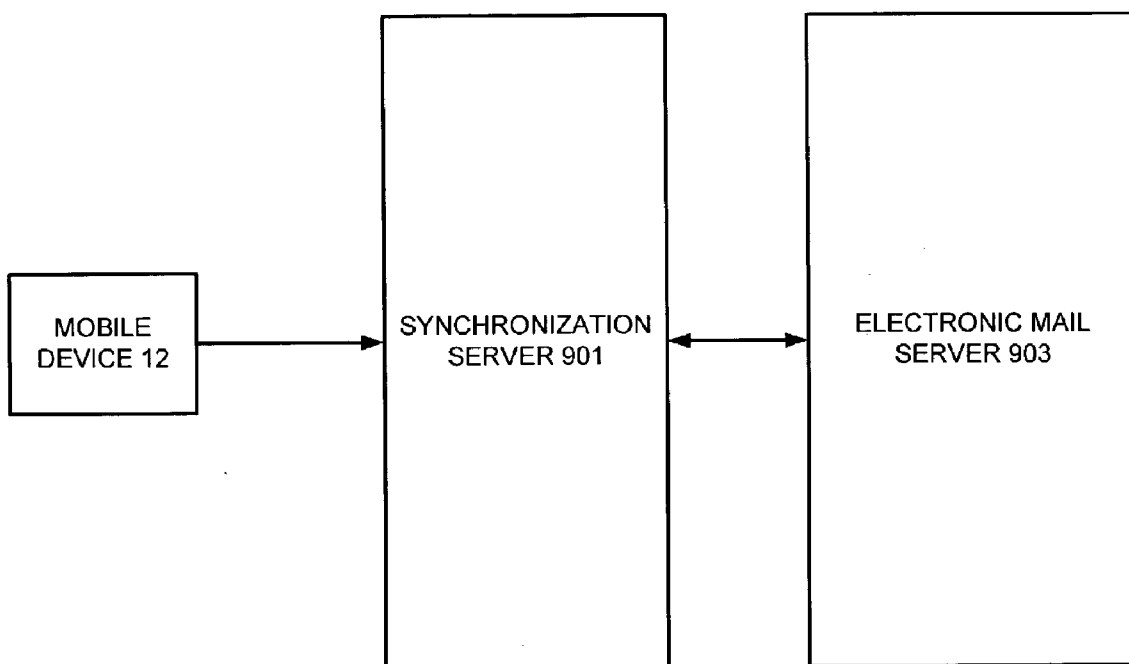 MOBILE
DEVICE 12
SYNCHRONIZATION
SERVER 901
ELECTRONIC MAIL
SERVER 903